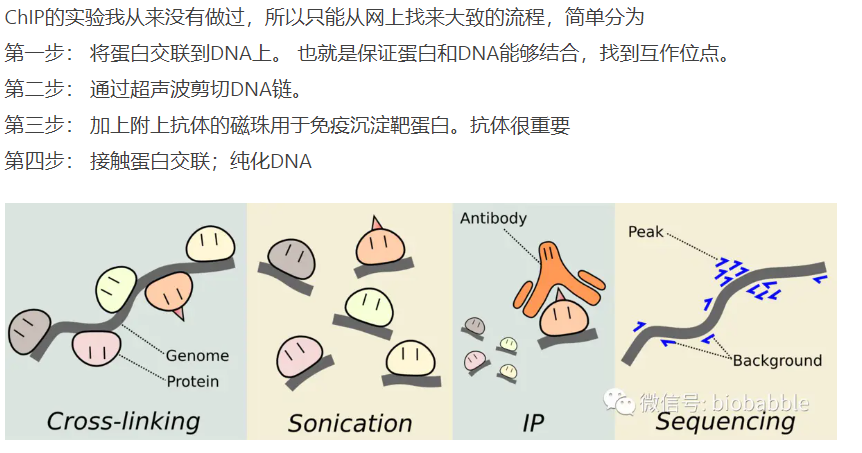 ChIP的实验我从来没有做过，所以只能从网上找来大致的流程，简单分为
第一步： 将蛋白交联到DNA上。 也就是保证蛋白和DNA能够结合，找到互作位点。
第二步： 通过超声波剪切DNA链。
第三步： 加上附上抗体的磁珠用于免疫沉淀靶蛋白。抗体很重要
第四步： 接触蛋白交联；纯化DNA
Antibody
Peak
Genome
Protein
Background
微信号: biobabble
Cross-linking
Sonication
IP
Sequencing